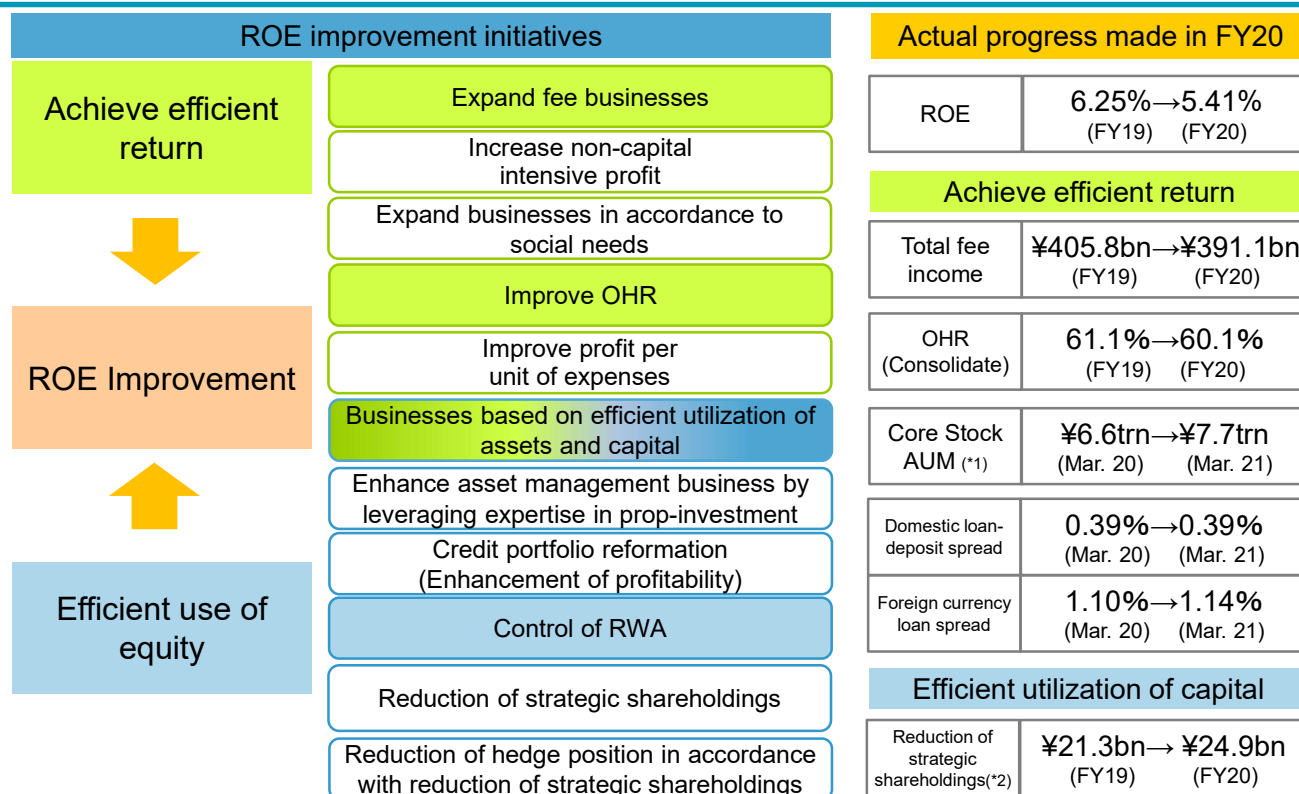 ROE improvement initiatives
Achieve efficient
return
ROE Improvement
Efficient use of
equity
Expand fee businesses
Increase non-capital
intensive profit
Expand businesses in accordance to
social needs
Improve OHR
Improve profit per
unit of expenses
Businesses based on efficient utilization of
assets and capital
Enhance asset management business by
leveraging expertise in prop-investment
Credit portfolio reformation
(Enhancement of profitability)
Control of RWA
Reduction of strategic shareholdings
Reduction of hedge position in accordance
with reduction of strategic shareholdings
Actual progress made in FY20
ROE
6.25%→5.41%
(FY19) (FY20)
Achieve efficient return
Total fee
income
¥405.8bn→¥391.1bn
(FY19) (FY20)
OHR
(Consolidate)
61.1%→60.1%
(FY19) (FY20)
Core Stock
AUM (*1)
¥6.6trn→¥7.7trn
(Mar. 20) (Mar. 21)
Domestic loan-
deposit spread
0.39%→0.39%
(Mar. 20) (Mar. 21)
Foreign currency
loan spread
1.10%→1.14%
(Mar. 20) (Mar. 21)
Efficient utilization of capital
Reduction of
strategic
shareholdings(*2)
¥21.3bn→ ¥24.9bn
(FY19) (FY20)